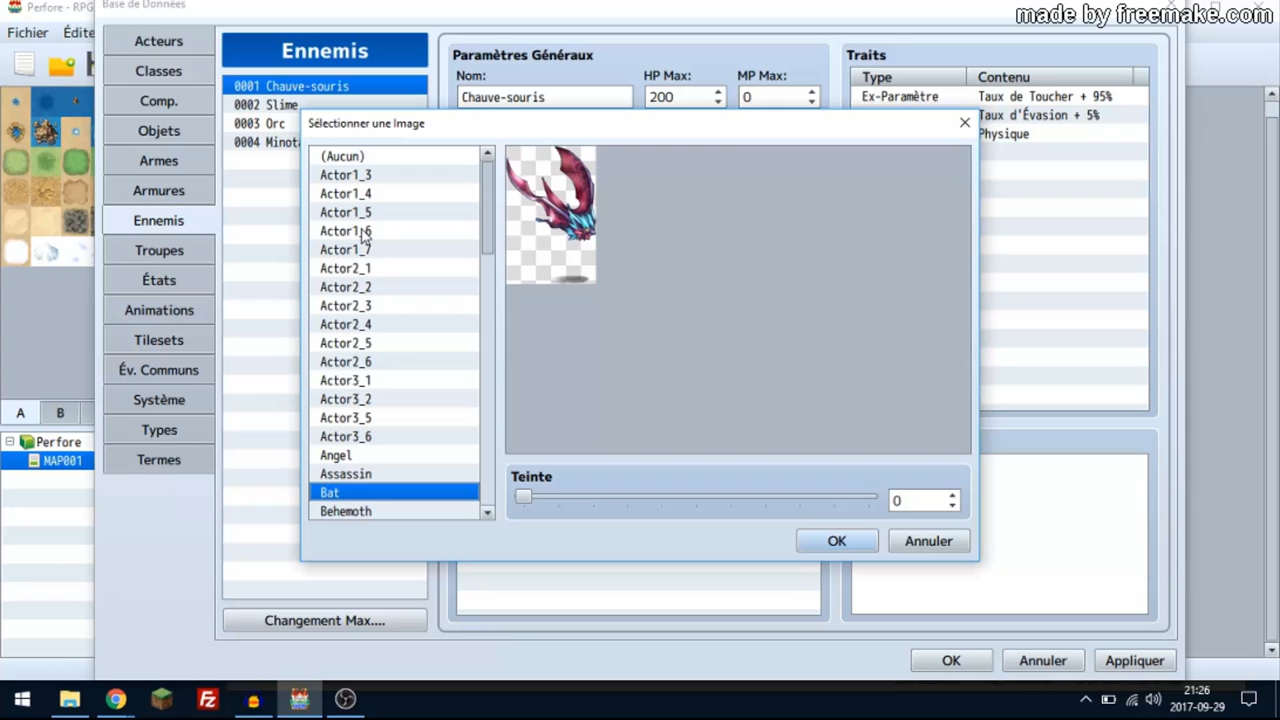 Perfore - RPG
Base de Données
made by freemake.com
Fichier Édite
Acteurs
Classes
Comp.
Objets
Armes
Armures
Ennemis
Troupes
États
Animations
Tilesets
Év. Communs
Système
Types
Termes
A B
Perfore
MAP001
Ennemis
0001 Chauve-souris
0002 Slime
0003 Orc
0004 Minota
Changement Max....
Paramètres Généraux
Nom: HP Max: MP Max:
Chauve-souris 200 0
Traits
Type Contenu
Ex-Paramètre Taux de Toucher + 95%
Taux d'Évasion + 5%
Physique
Sélectionner une Image
(Aucun)
Actor1_3
Actor1_4
Actor1_5
Actor1_6
Actor1_7
Actor2_1
Actor2_2
Actor2_3
Actor2_4
Actor2_5
Actor2_6
Actor3_1
Actor3_2
Actor3_5
Actor3_6
Angel
Assassin
Bat
Behemoth
Teinte
0
OK Annuler
OK Annuler Appliquer
21:26
2017-09-29